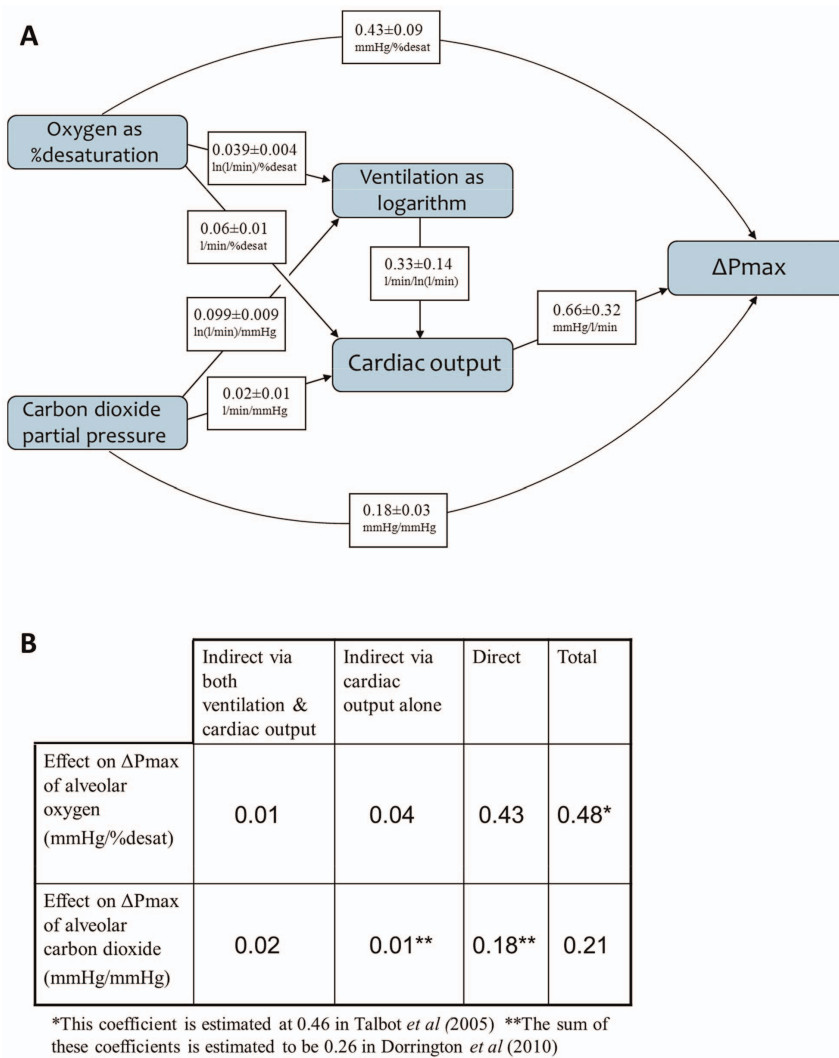 A
0.43±0.09
mmHg/%desat
Oxygen as
%desaturation
0.039±0.004
ln(l/min)/%desat
Ventilation as
logarithm
0.06±0.01
l/min/%desat
0.33±0.14
l/min/ln(l/min)
ΔPmax
0.099±0.009
ln(l/min)/mmHg
0.66±0.32
mmHg/l/min
Cardiac output
0.02±0.01
l/min/mmHg
Carbon dioxide
partial pressure
0.18±0.03
mmHg/mmHg
B
Indirect via
both
ventilation &
cardiac output
Indirect via
cardiac
output alone
Direct
Total
Effect on ΔPmax
of alveolar
oxygen
(mmHg/%desat)
0.01
0.04
0.43
0.48*
Effect on ΔPmax
of alveolar
carbon dioxide
(mmHg/mmHg)
0.02
0.01**
0.18**
0.21
*This coefficient is estimated at 0.46 in Talbot et al (2005) **The sum of
these coefficients is estimated to be 0.26 in Dorrington et al (2010)